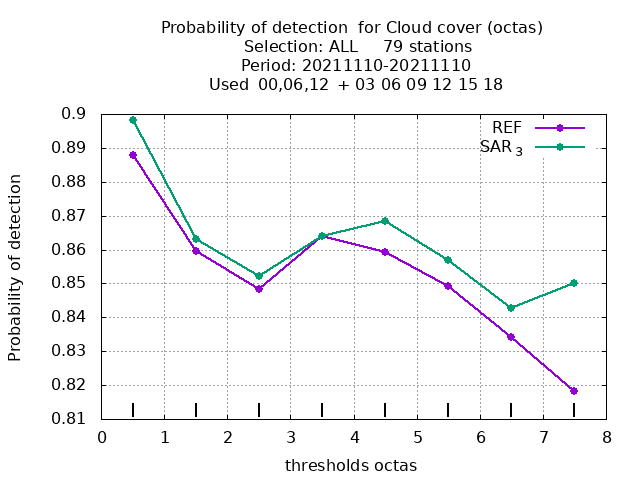 Probability of detection  for Cloud cover (octas)
Selection: ALL     79 stations
Period: 20211110-20211110
Used  00,06,12  + 03 06 09 12 15 18
REF
SAR 3
0.9
0.89
0.88
0.87
0.86
0.85
0.84
0.83
0.82
0.81
Probability of detection
0 1 2 3 4 5 6 7 8
thresholds octas